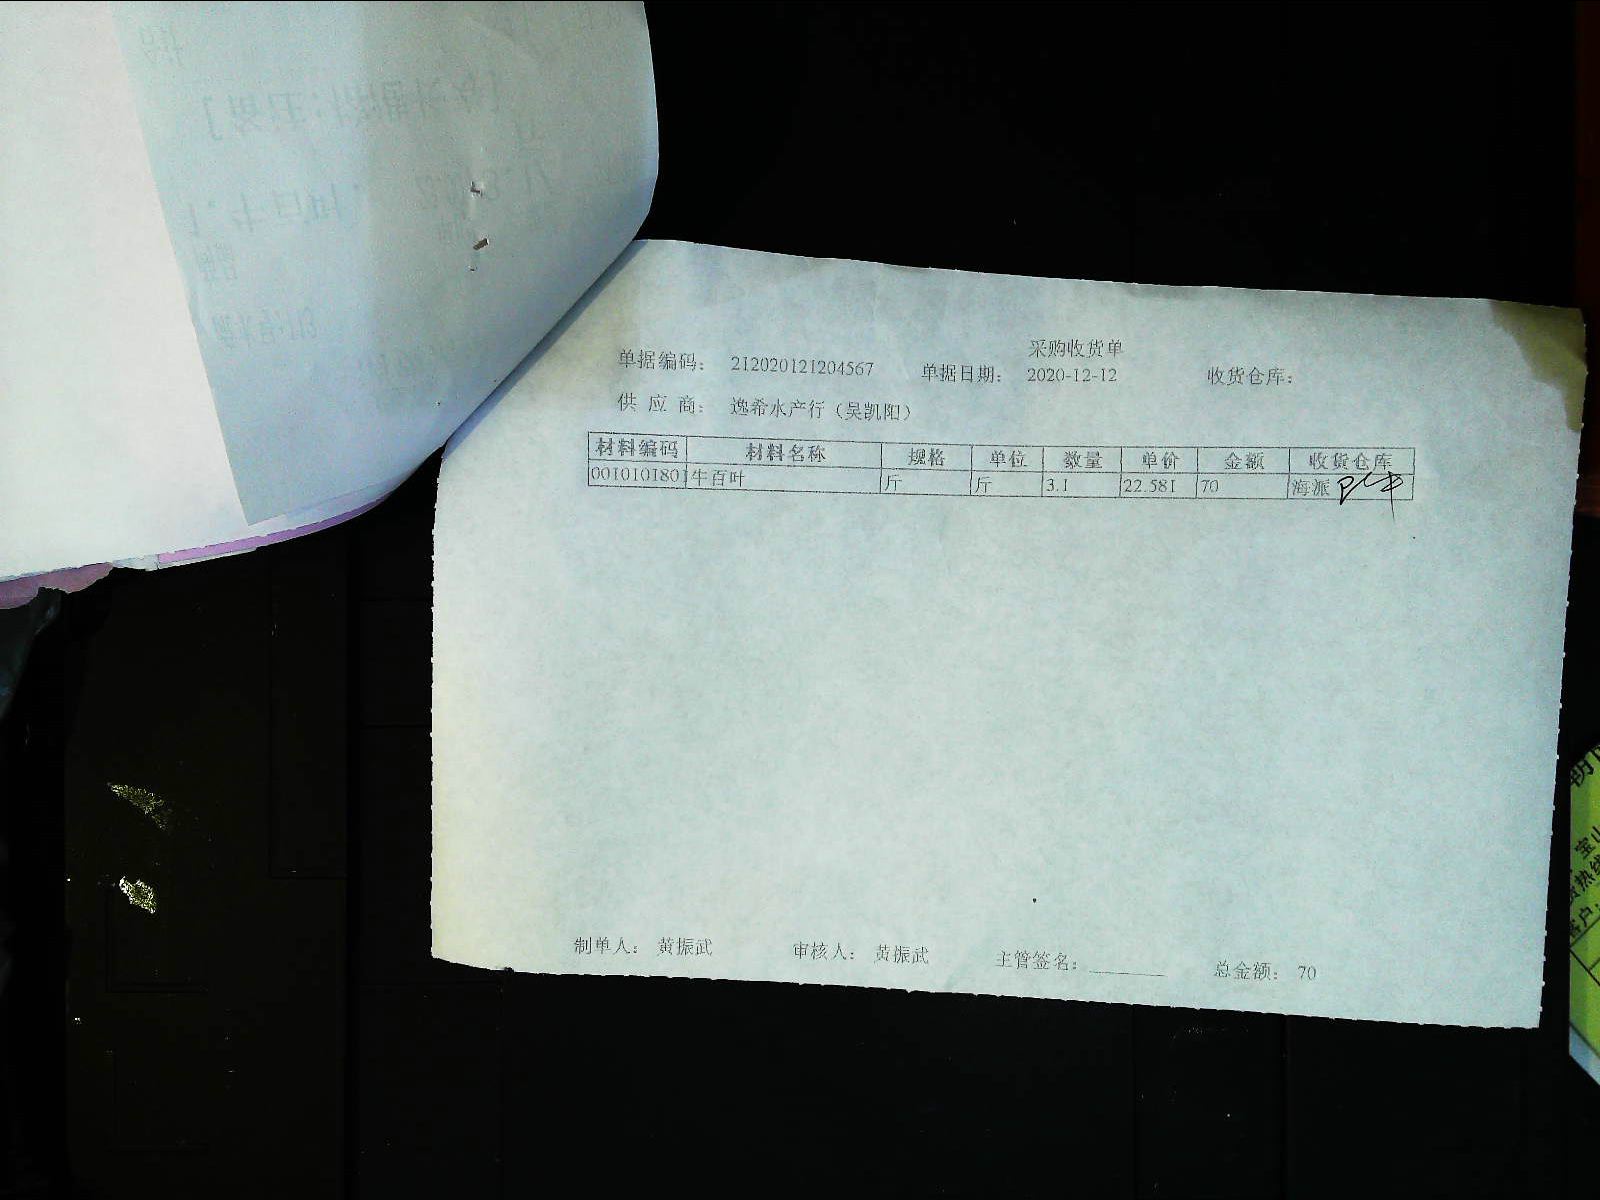 采购收货单
单据编码： 212020121204567 单据日期： 2020-12-12 收货仓库：
供 应 商： 逸希水产行（吴凯阳）
材料编码 材料名称 规格 单位 数量 单价 金额 收货仓库
0010101801 牛百叶 斤 斤 3.1 22.581 70 海派
制单人： 黄振武 审核人： 黄振武 主管签名：________ 总金额： 70